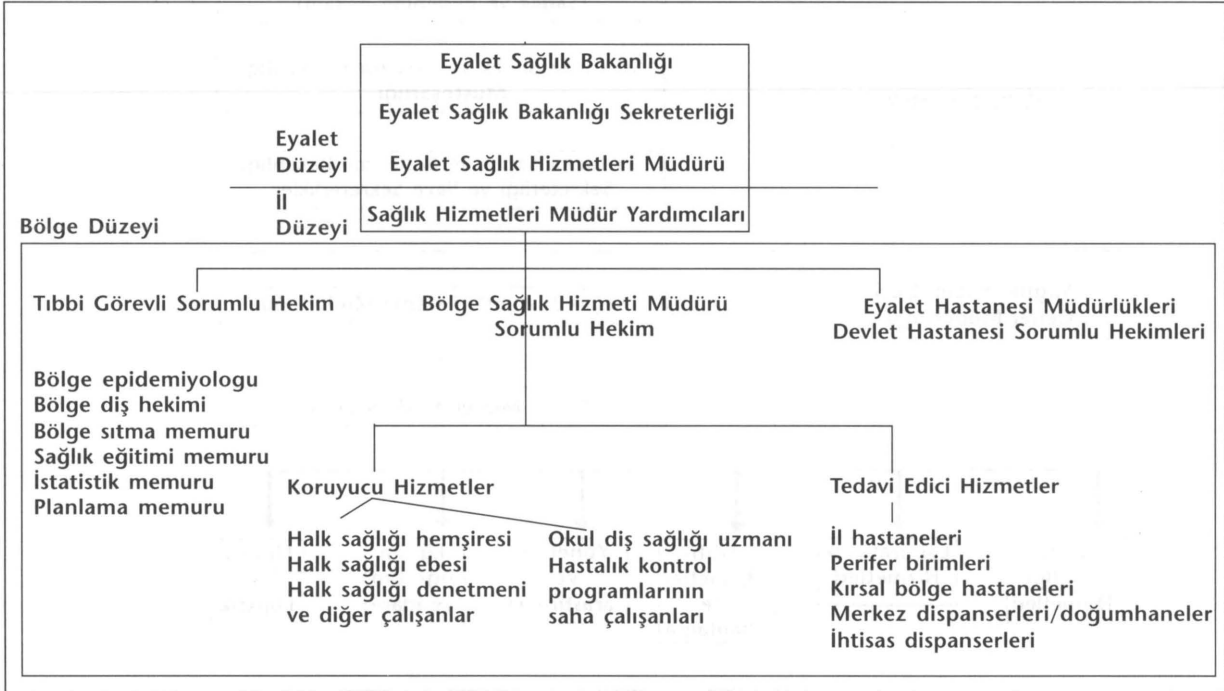 Eyalet Sağlık Bakanlığı
Eyalet Sağlık Bakanlığı Sekreterliği
Eyalet
Düzeyi
Eyalet Sağlık Hizmetleri Müdürü
İl
Düzeyi
Sağlık Hizmetleri Müdür Yardımcıları
Bölge Düzeyi
Tıbbi Görevli Sorumlu Hekim
Bölge epidemiyologu
Bölge diş hekimi
Bölge sıtma memuru
Sağlık eğitimi memuru
İstatistik memuru
Planlama memuru
Bölge Sağlık Hizmeti Müdürü
Sorumlu Hekim
Eyalet Hastanesi Müdürlükleri
Devlet Hastanesi Sorumlu Hekimleri
Koruyucu Hizmetler
Halk sağlığı hemşiresi
Halk sağlığı ebesi
Halk sağlığı denetmeni
ve diğer çalışanlar
Okul diş sağlığı uzmanı
Hastalık kontrol
programlarının
saha çalışanları
Tedavi Edici Hizmetler
İl hastaneleri
Perifer birimleri
Kırsal bölge hastaneleri
Merkez dispanserleri/doğumhaneler
İhtisas dispanserleri